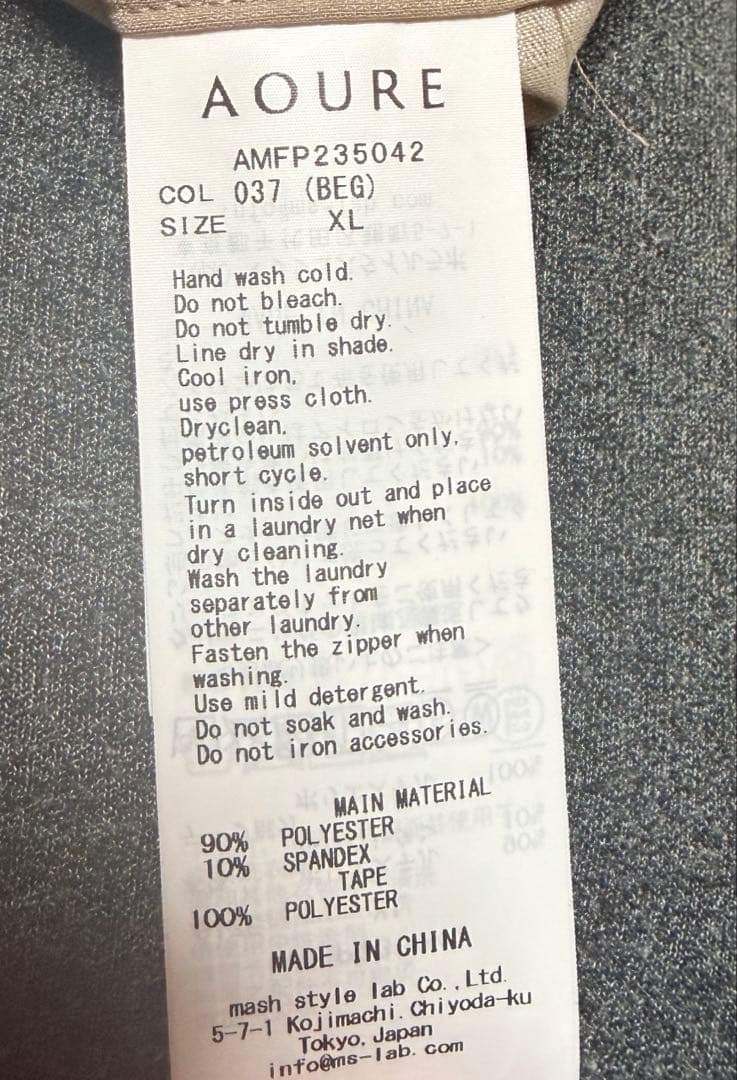 AOURE
AMFP235042
COL 037 (BEG)
SIZE XL
Hand wash cold.
Do not bleach.
Do not tumble dry.
Line dry in shade.
Cool iron,
use press cloth.
Dryclean,
petroleum solvent only,
short cycle.
Turn inside out and place
in a laundry net when
dry cleaning.
Wash the laundry
separately from
other laundry.
Fasten the zipper when
washing.
Use mild detergent.
Do not soak and wash.
Do not iron accessories.
MAIN MATERIAL
90% POLYESTER
10% SPANDEX
TAPE
100% POLYESTER
MADE IN CHINA
mash style lab Co.,Ltd.
5-7-1 Kojimachi, Chiyoda-ku
Tokyo, Japan
info@ms-lab.com